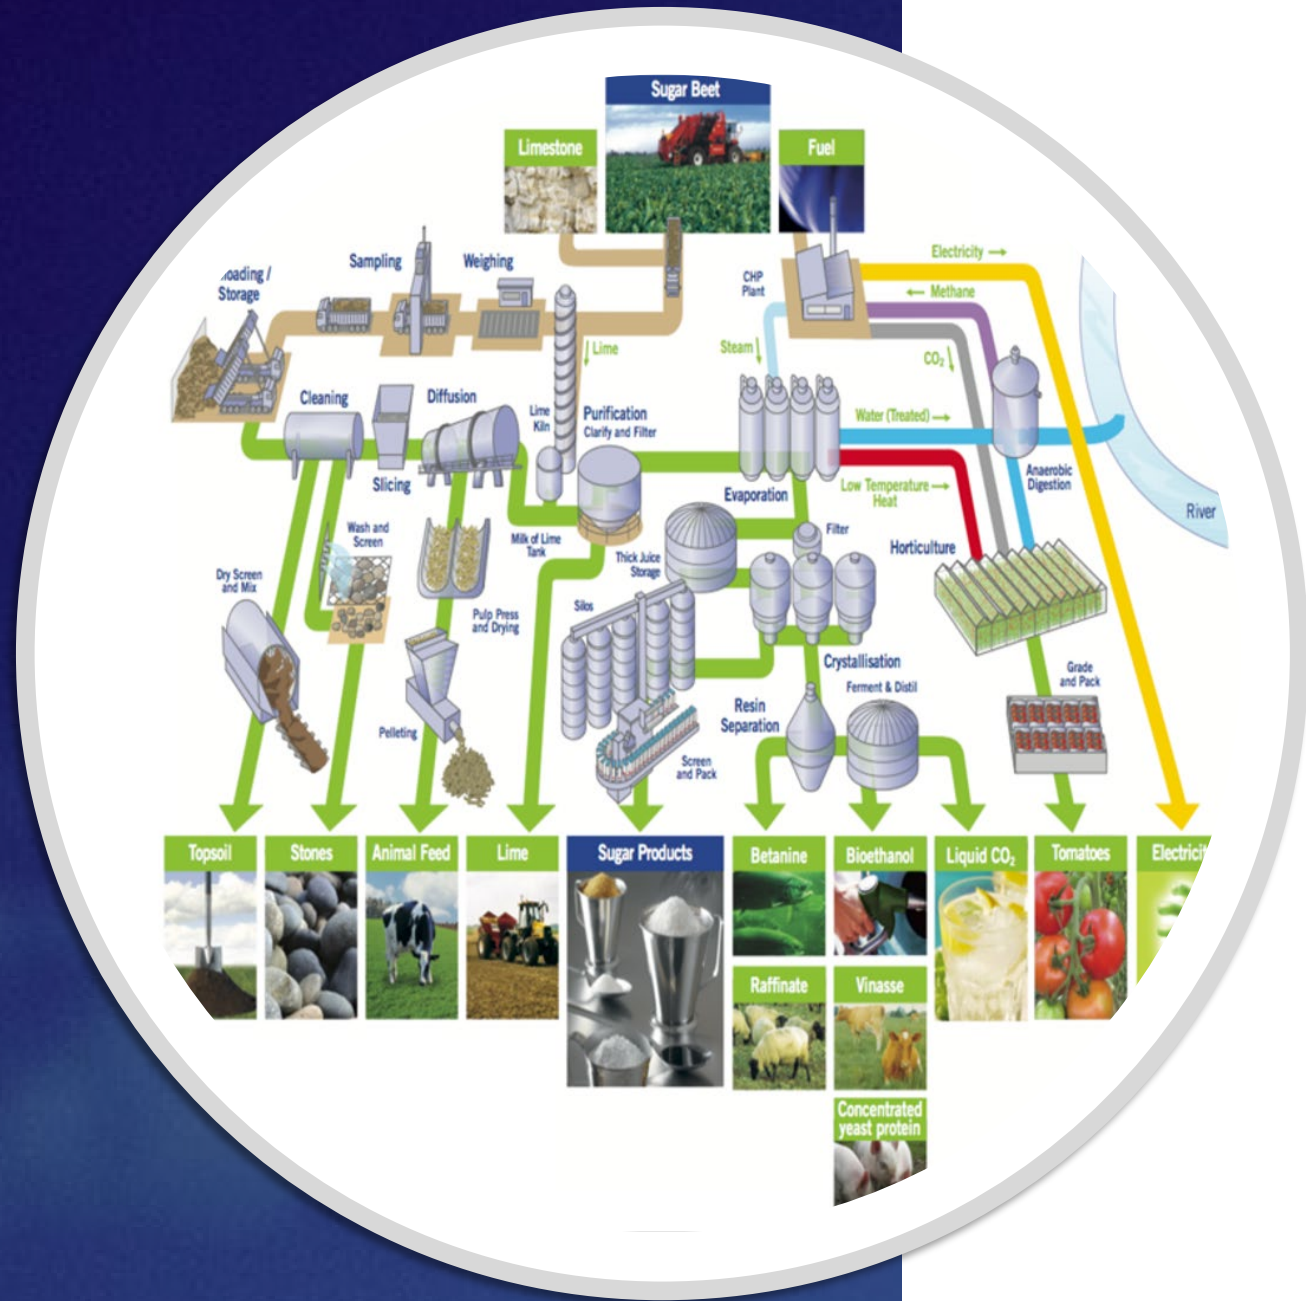 Sugar Beet
Limestone
Fuel
Electricity →
← Methane
CHP
Plant
Steam
CO₂
Sampling
Weighing
oading /
Storage
Lime
Cleaning
Diffusion
Lime
Kiln
Purification
Clarify and Filter
Water (Treated) →
Slicing
Evaporation
Low Temperature →
Heat
Anaerobic
Digestion
River
Wash and
Screen
Milk of Lime
Tank
Thick Juice
Storage
Filter
Horticulture
Dry Screen
and Mix
Silos
Pulp Press
and Drying
Crystallisation
Ferment & Distil
Grade
and Pack
Resin
Separation
Pelleting
Screen
and Pack
Topsoil
Stones
Animal Feed
Lime
Sugar Products
Betanine
Bioethanol
Liquid CO₂
Tomatoes
Electricit
Raffinate
Vinasse
Concentrated
yeast protein